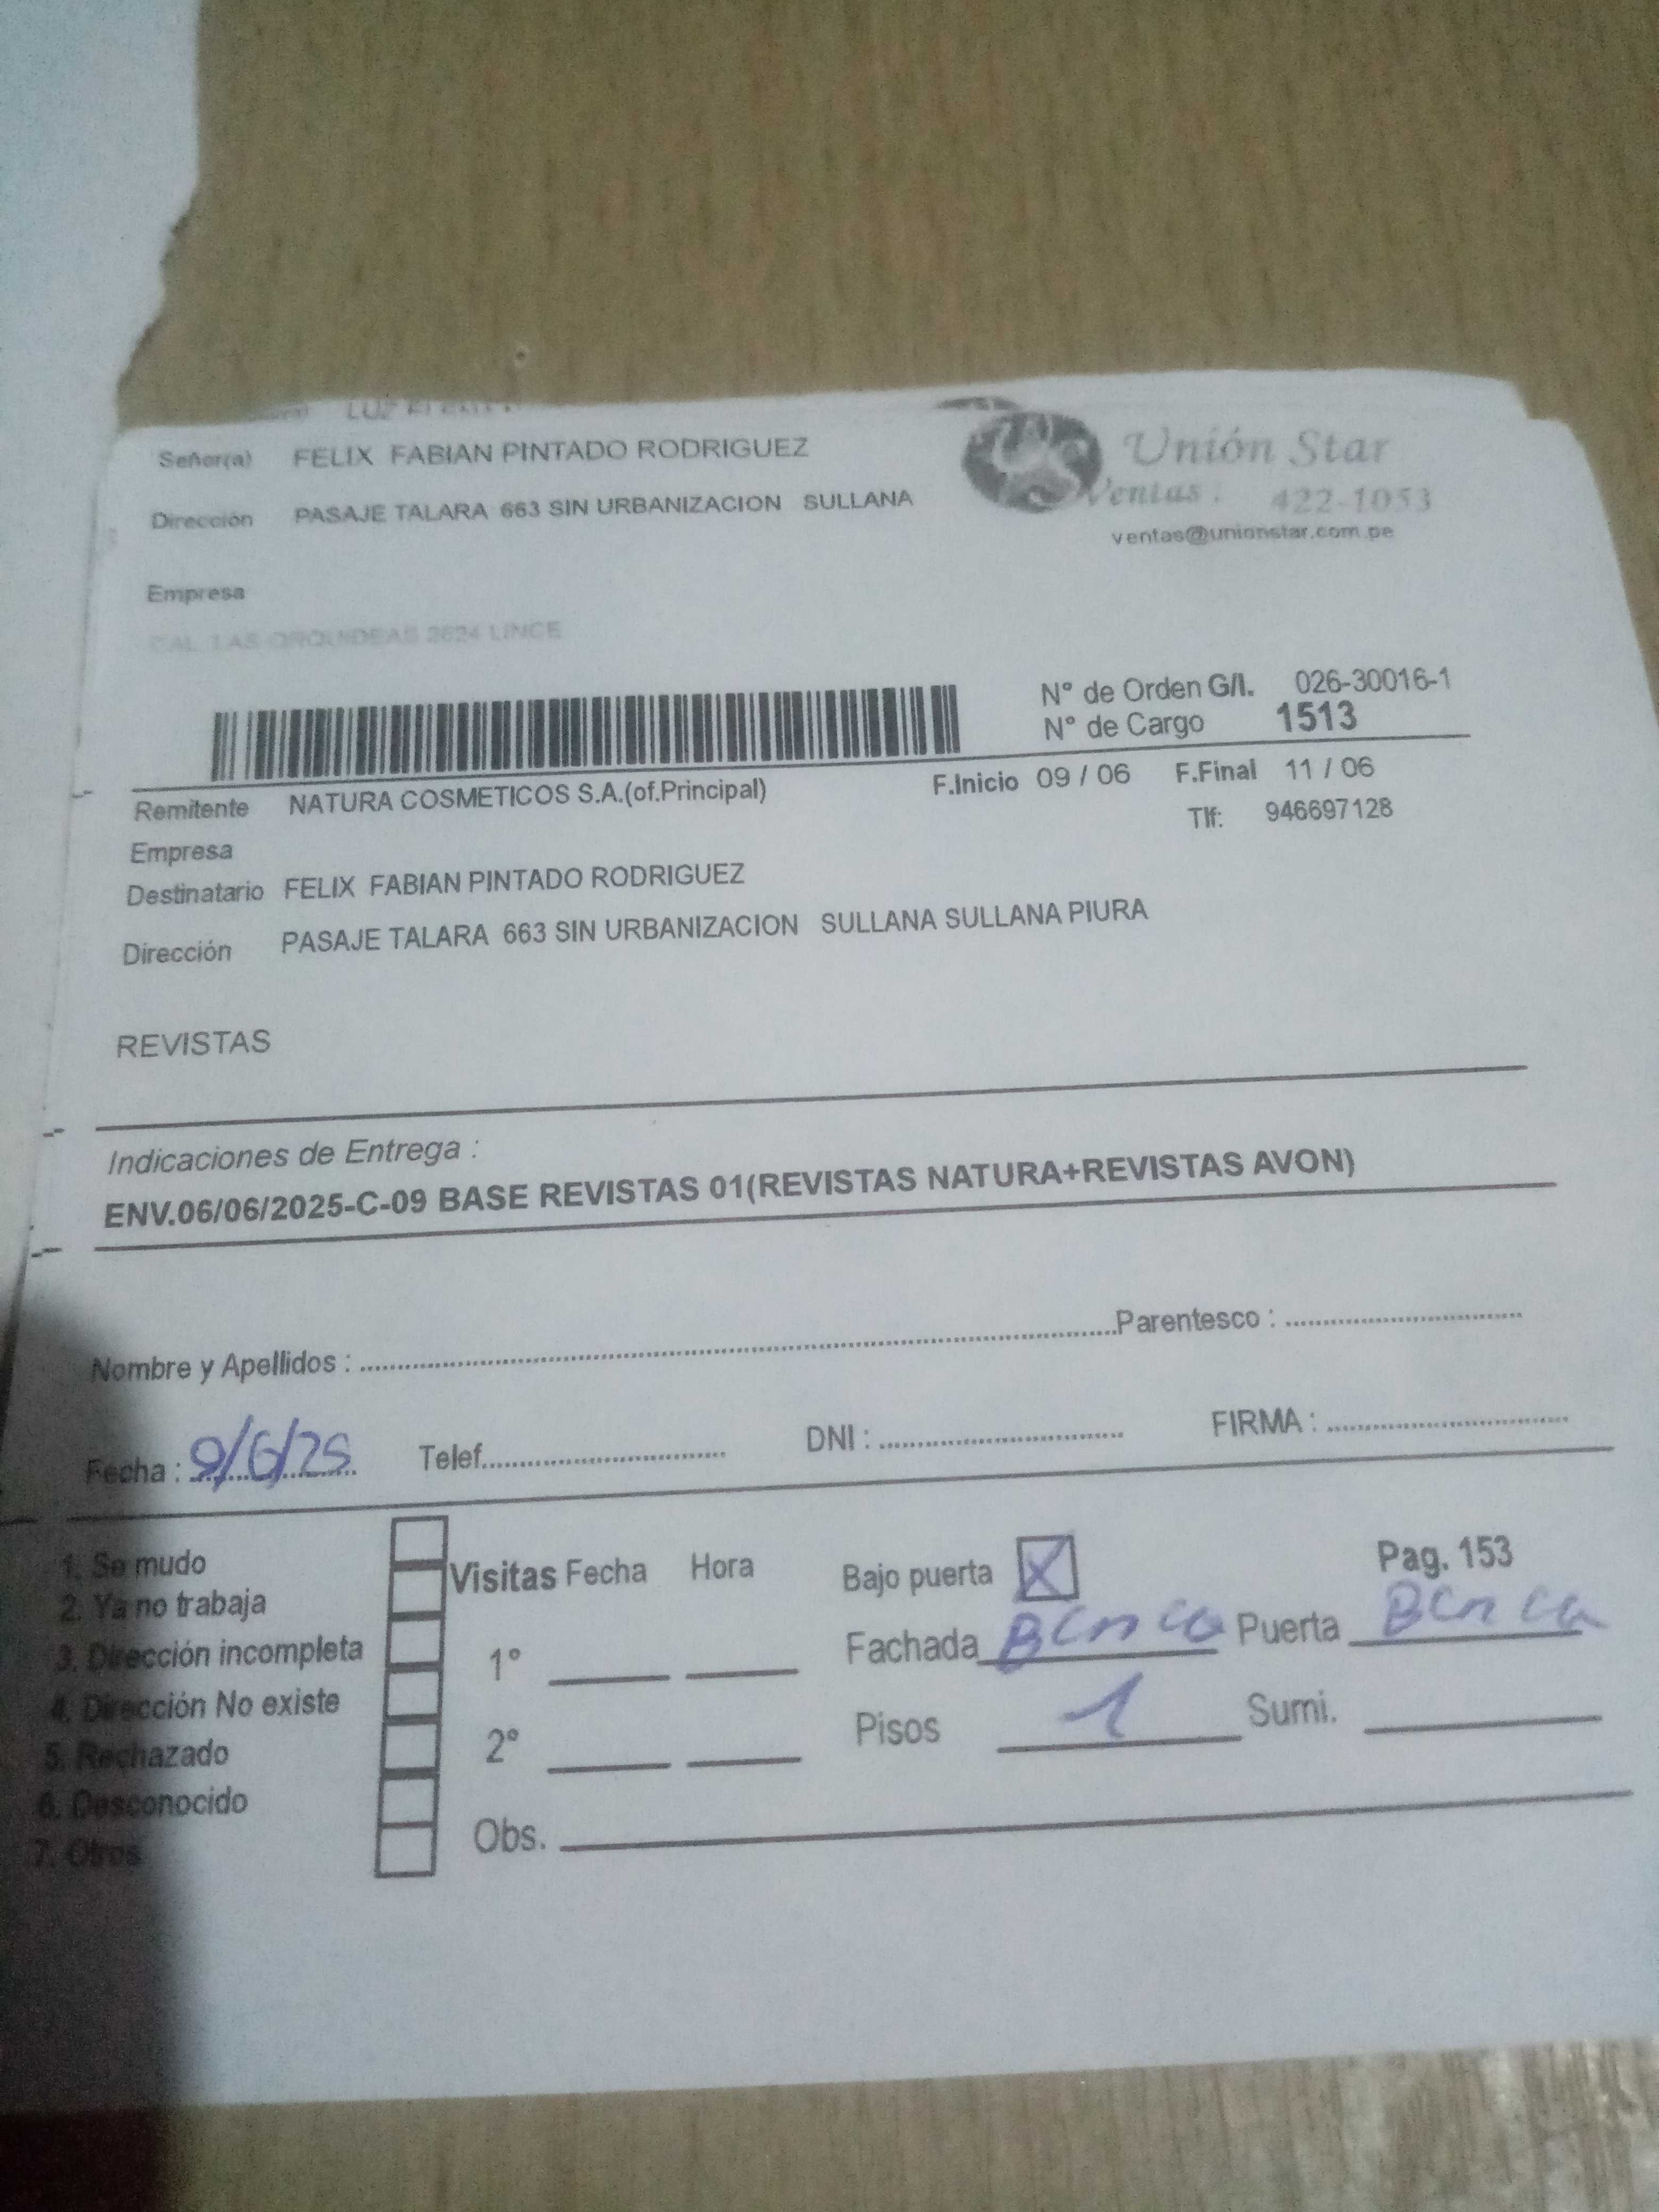 Señor(a) FELIX FABIAN PINTADO RODRIGUEZ
Unión Star
Dirección PASAJE TALARA 663 SIN URBANIZACION SULLANA
Ventas : 422-1053
ventas@unionstar.com.pe
Empresa
CAL. LAS ORQUIDEAS 2624 LINCE
N° de Orden G/I. 026-30016-1
N° de Cargo 1513
Remitente NATURA COSMETICOS S.A.(of.Principal) F.Inicio 09 / 06 F.Final 11 / 06
Tlf: 946697128
Empresa
Destinatario FELIX FABIAN PINTADO RODRIGUEZ
Dirección PASAJE TALARA 663 SIN URBANIZACION SULLANA SULLANA PIURA
REVISTAS
Indicaciones de Entrega :
ENV.06/06/2025-C-09 BASE REVISTAS 01(REVISTAS NATURA+REVISTAS AVON)
Nombre y Apellidos : Parentesco :
Fecha : 9/6/25 Telef. DNI : FIRMA :
1. Se mudo
2. Ya no trabaja
3. Dirección incompleta
4. Dirección No existe
5. Rechazado
6. Desconocido
7. Otros
Visitas Fecha Hora
1°
2°
Obs.
Bajo puerta X Pag. 153
Fachada Puerta
Pisos 1 Sumi.